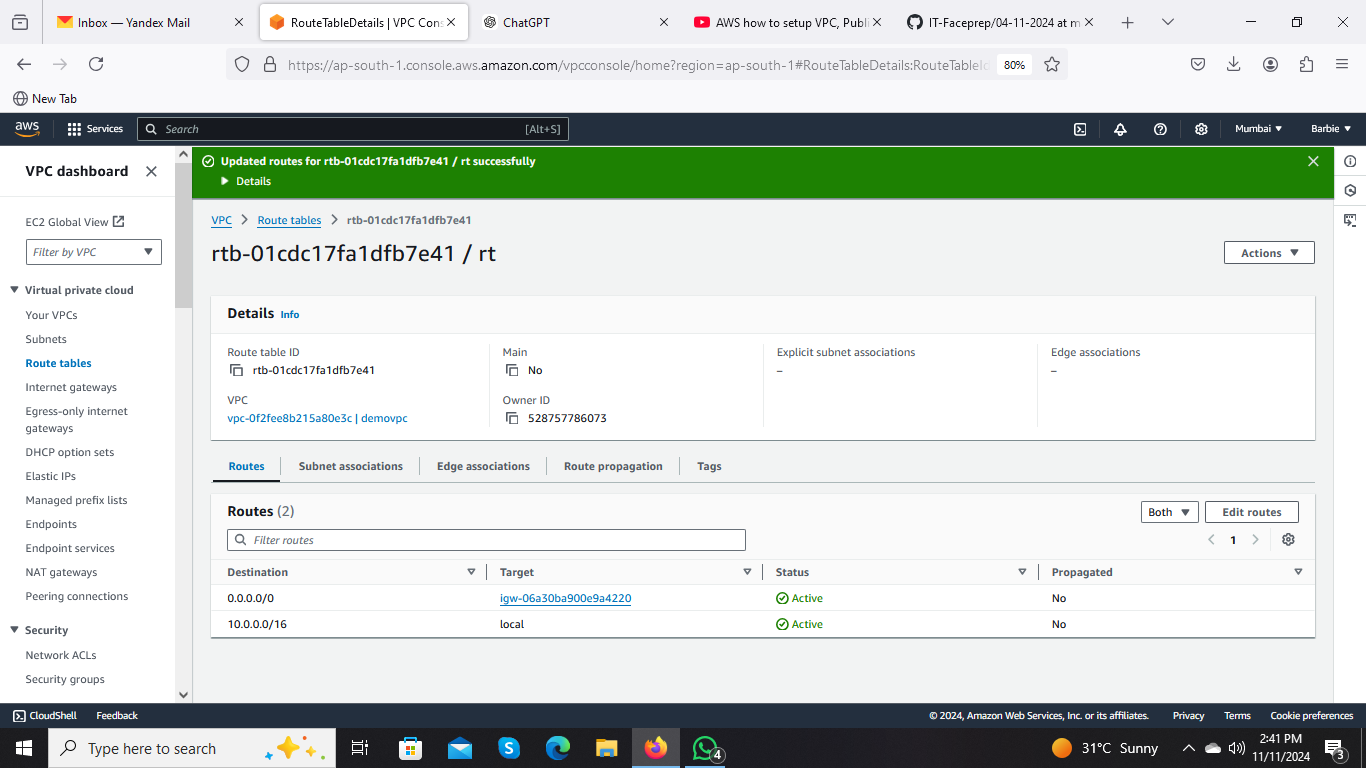 Inbox — Yandex Mail
RouteTableDetails | VPC Cons
ChatGPT
AWS how to setup VPC, Publi
IT-Faceprep/04-11-2024 at m
https://ap-south-1.console.aws.amazon.com/vpcconsole/home?region=ap-south-1#RouteTableDetails:RouteTableId
80%
New Tab
aws
Services
Search
[Alt+S]
Mumbai
Barbie
VPC dashboard
EC2 Global View
Filter by VPC
Virtual private cloud
Your VPCs
Subnets
Route tables
Internet gateways
Egress-only internet
gateways
DHCP option sets
Elastic IPs
Managed prefix lists
Endpoints
Endpoint services
NAT gateways
Peering connections
Security
Network ACLs
Security groups
Updated routes for rtb-01cdc17fa1dfb7e41 / rt successfully
Details
VPC
Route tables
rtb-01cdc17fa1dfb7e41
rtb-01cdc17fa1dfb7e41 / rt
Actions
Details Info
Route table ID
rtb-01cdc17fa1dfb7e41
Main
No
Explicit subnet associations
–
Edge associations
–
VPC
vpc-0f2fee8b215a80e3c | demovpc
Owner ID
528757786073
Routes
Subnet associations
Edge associations
Route propagation
Tags
Routes (2)
Both
Edit routes
Filter routes
1
Destination
Target
Status
Propagated
0.0.0.0/0
igw-06a30ba900e9a4220
Active
No
10.0.0.0/16
local
Active
No
CloudShell
Feedback
© 2024, Amazon Web Services, Inc. or its affiliates.
Privacy
Terms
Cookie preferences
Type here to search
4
31°C Sunny
2:41 PM
11/11/2024
3